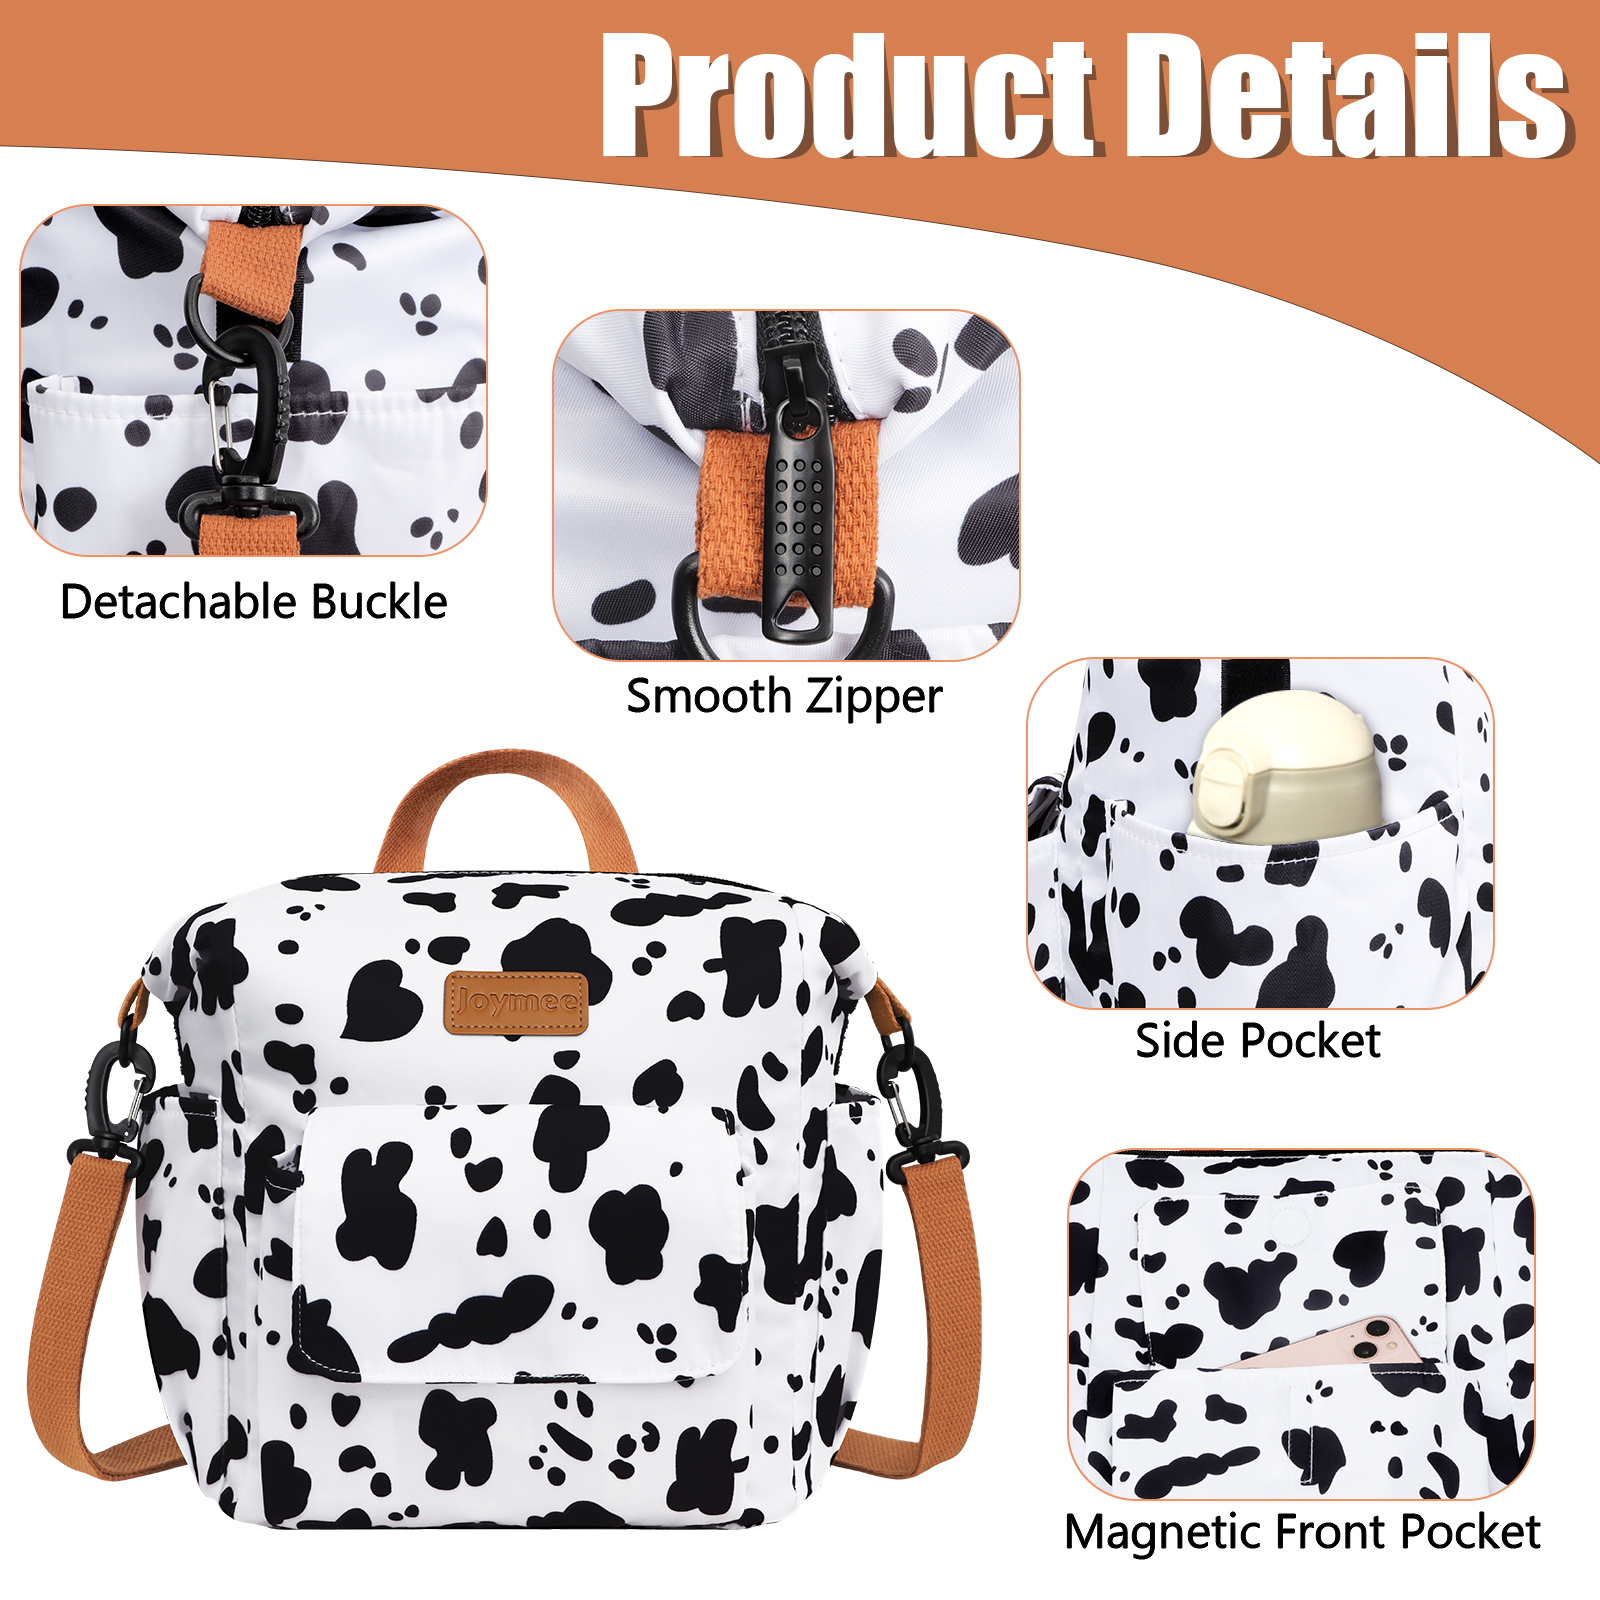 Product Details
Detachable Buckle
Smooth Zipper
Side Pocket
Joymee
Magnetic Front Pocket